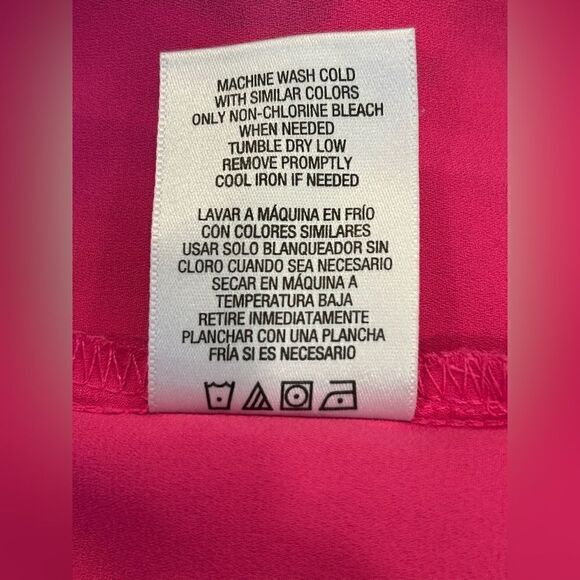 MACHINE WASH COLD
WITH SIMILAR COLORS
ONLY NON-CHLORINE BLEACH
WHEN NEEDED
TUMBLE DRY LOW
REMOVE PROMPTLY
COOL IRON IF NEEDED
LAVAR A MÁQUINA EN FRÍO
CON COLORES SIMILARES
USAR SOLO BLANQUEADOR SIN
CLORO CUANDO SEA NECESARIO
SECAR EN MÁQUINA A
TEMPERATURA BAJA
RETIRE INMEDIATAMENTE
PLANCHAR CON UNA PLANCHA
FRÍA SI ES NECESARIO